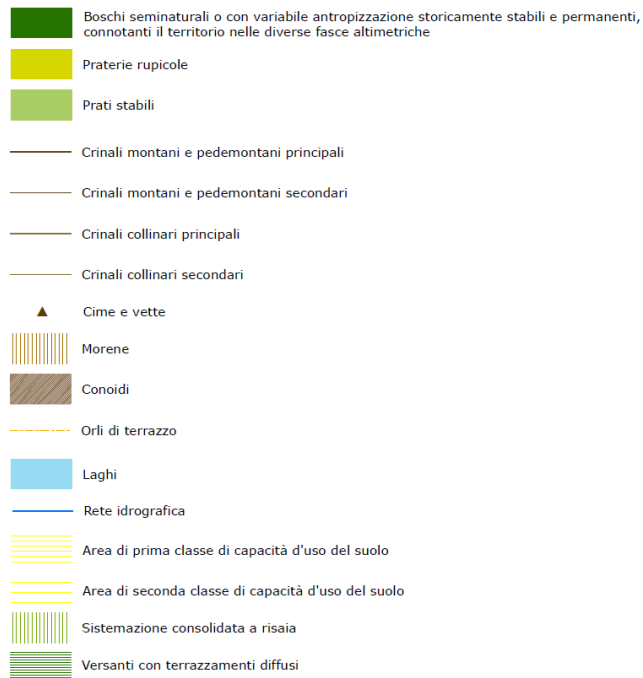 Boschi seminaturali o con variabile antropizzazione storicamente stabili e permanenti,
connotanti il territorio nelle diverse fasce altimetriche
Praterie rupicole
Prati stabili
Crinali montani e pedemontani principali
Crinali montani e pedemontani secondari
Crinali collinari principali
Crinali collinari secondari
Cime e vette
Morene
Conoidi
Orli di terrazzo
Laghi
Rete idrografica
Area di prima classe di capacità d'uso del suolo
Area di seconda classe di capacità d'uso del suolo
Sistemazione consolidata a risaia
Versanti con terrazzamenti diffusi